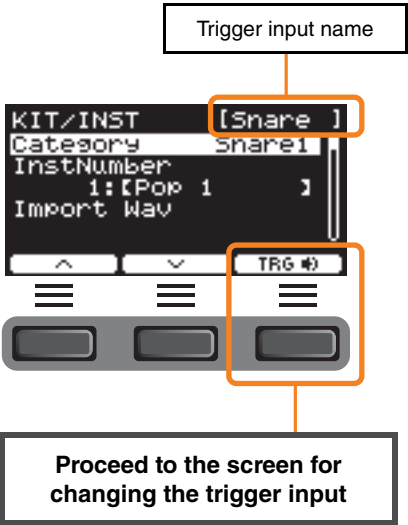 Trigger input name
KIT/INST [Snare ]
Category Snare1
InstNumber
1:[Pop 1 ]
Import Wav
TRG
Proceed to the screen for
changing the trigger input